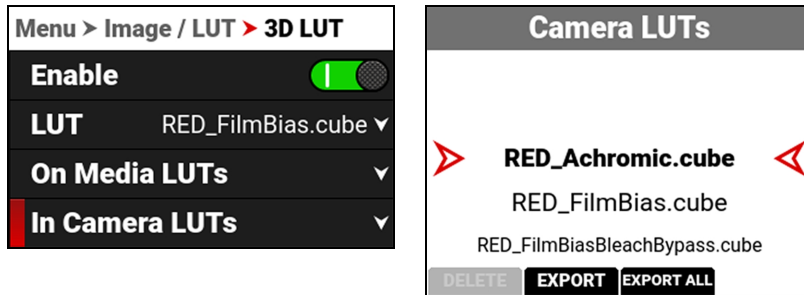 Menu > Image / LUT > 3D LUT
Enable
LUT RED_FilmBias.cube
On Media LUTs
In Camera LUTs
Camera LUTs
RED_Achromic.cube
RED_FilmBias.cube
RED_FilmBiasBleachBypass.cube
DELETE EXPORT EXPORT ALL